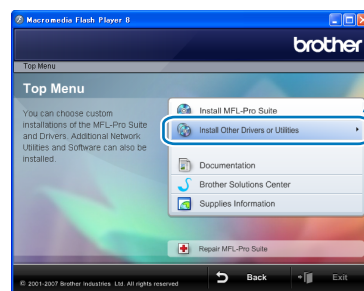 Macromedia Flash Player 8
brother
Top Menu
Top Menu
You can choose custom
installations of the MFL-Pro Suite
and Drivers. Additional Network
Utilities and Software can also be
installed.
Install MFL-Pro Suite
Install Other Drivers or Utilities
Documentation
Brother Solutions Center
Supplies Information
Repair MFL-Pro Suite
© 2001-2007 Brother Industries Ltd. All rights reserved
Back
Exit